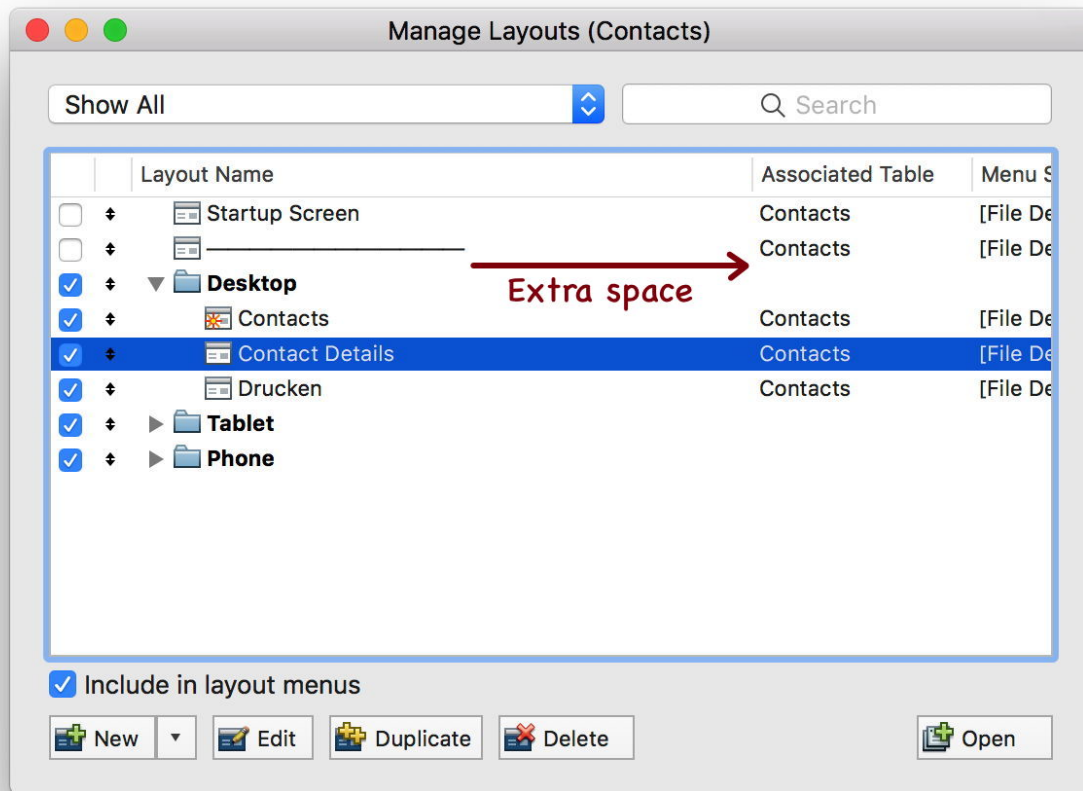 Manage Layouts (Contacts)
Show All Search
Layout Name Associated Table Menu S
Startup Screen Contacts [File De
———————————— Contacts [File De
Desktop
Extra space
Contacts Contacts [File De
Contact Details Contacts [File De
Drucken Contacts [File De
Tablet
Phone
Include in layout menus
New Edit Duplicate Delete Open